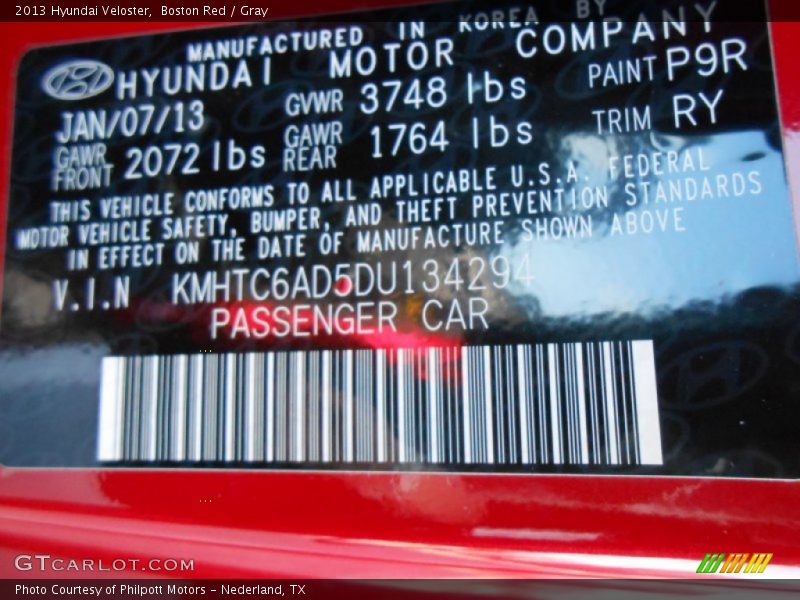 2013 Hyundai Veloster,  Boston Red / Gray
MANUFACTURED IN KOREA BY
HYUNDAI MOTOR COMPANY
JAN/07/13 GVWR 3748 lbs PAINT P9R
GAWR FRONT 2072 lbs GAWR REAR 1764 lbs TRIM RY
THIS VEHICLE CONFORMS TO ALL APPLICABLE U.S.A. FEDERAL
MOTOR VEHICLE SAFETY, BUMPER, AND THEFT PREVENTION STANDARDS
IN EFFECT ON THE DATE OF MANUFACTURE SHOWN ABOVE
V.I.N KMHTC6AD5DU134294
PASSENGER CAR
GTCARLOT.COM
Photo Courtesy of Philpott Motors - Nederland, TX